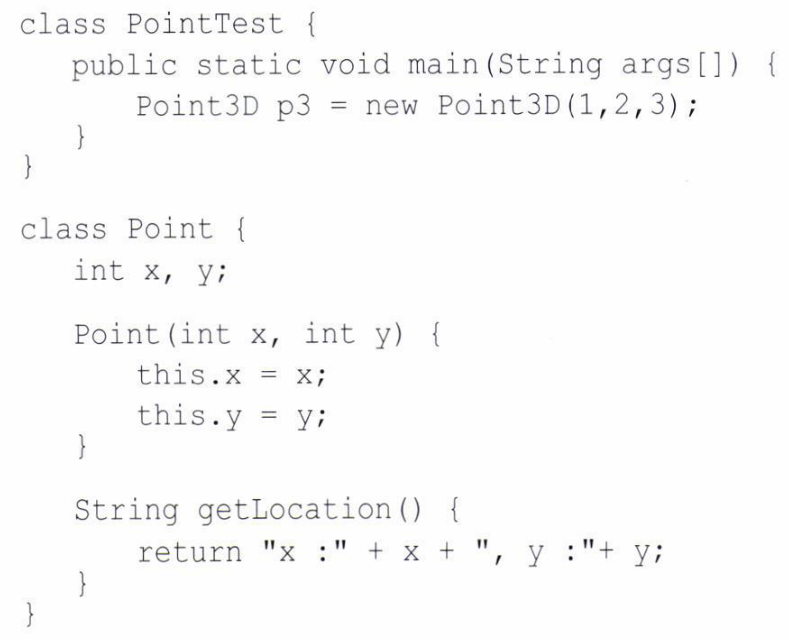 class PointTest {
public static void main(String args[]) {
Point3D p3 = new Point3D(1,2,3);
}
}
class Point {
int x, y;
Point(int x, int y) {
this.x = x;
this.y = y;
}
String getLocation() {
return "x :" + x + ", y :"+ y;
}
}